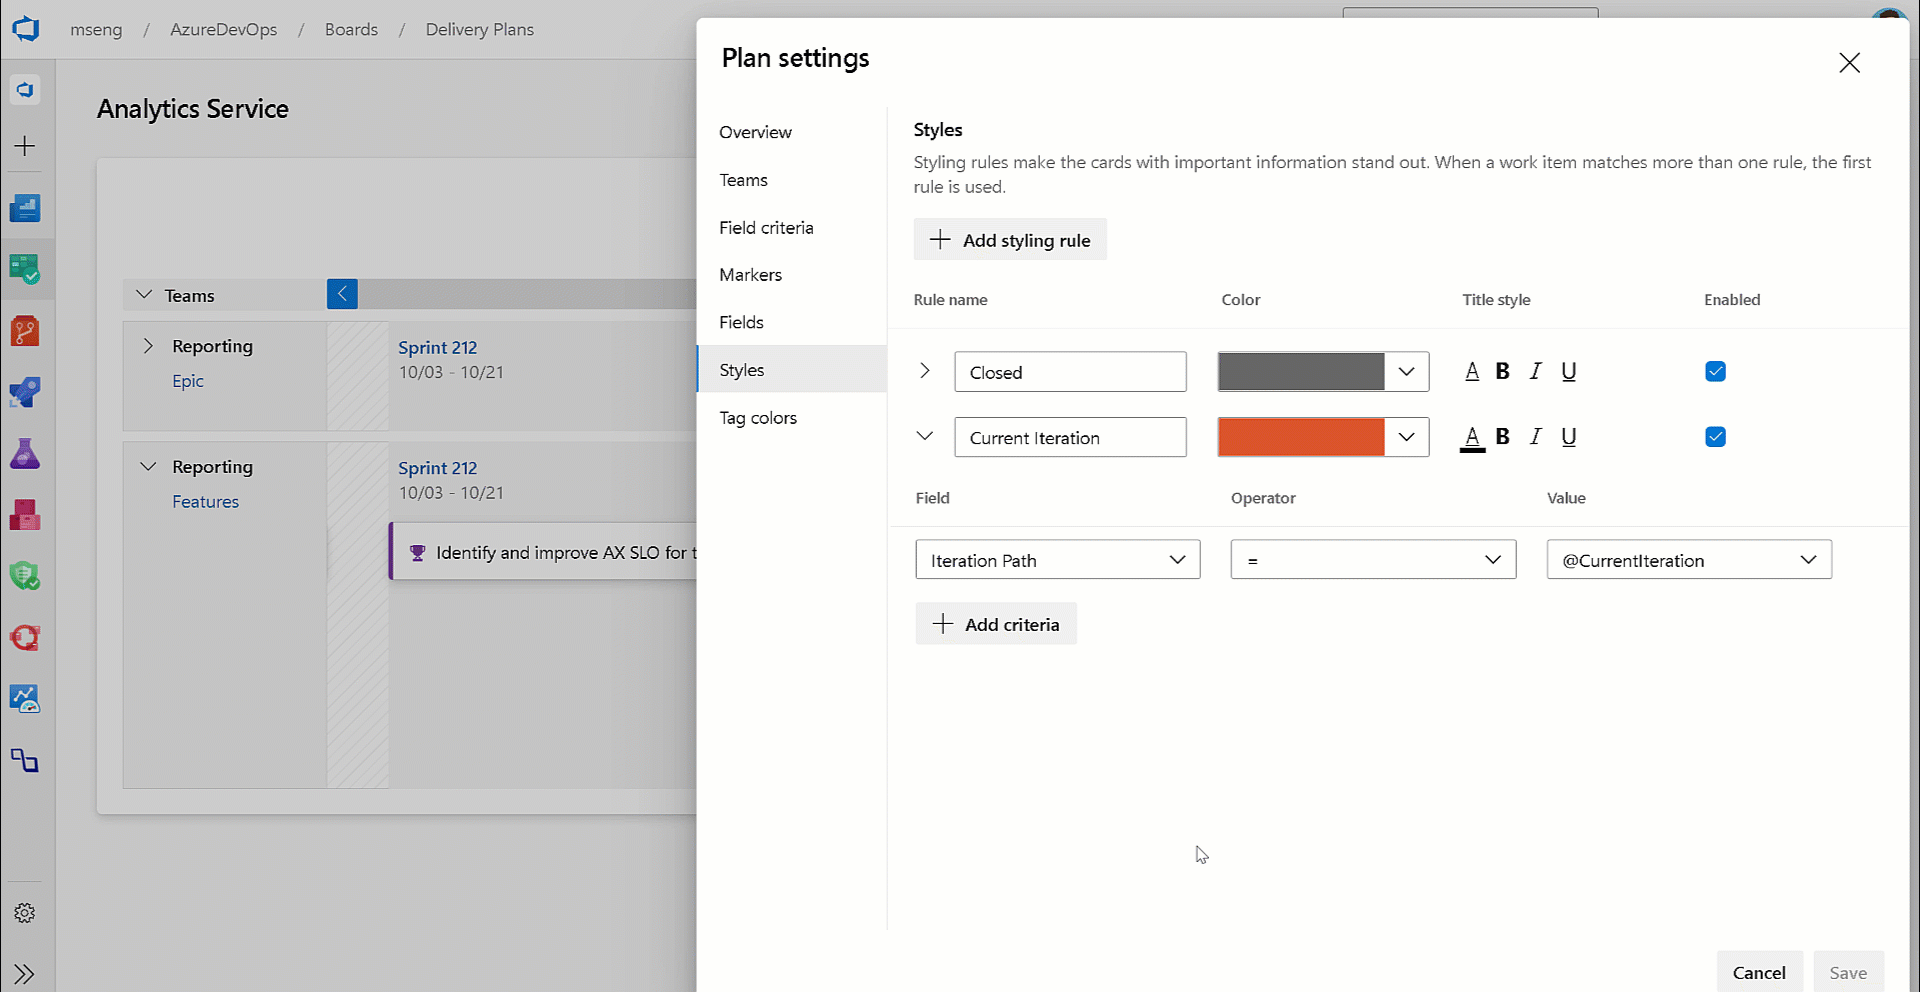 mseng / AzureDevOps / Boards / Delivery Plans
Analytics Service
Teams
Reporting
Epic
Sprint 212
10/03 - 10/21
Reporting
Features
Sprint 212
10/03 - 10/21
Identify and improve AX SLO for t
Plan settings
Overview
Teams
Field criteria
Markers
Fields
Styles
Tag colors
Styles
Styling rules make the cards with important information stand out. When a work item matches more than one rule, the first
rule is used.
Add styling rule
Rule name Color Title style Enabled
Closed A B I U
Current Iteration A B I U
Field Operator Value
Iteration Path = @CurrentIteration
Add criteria
Cancel Save